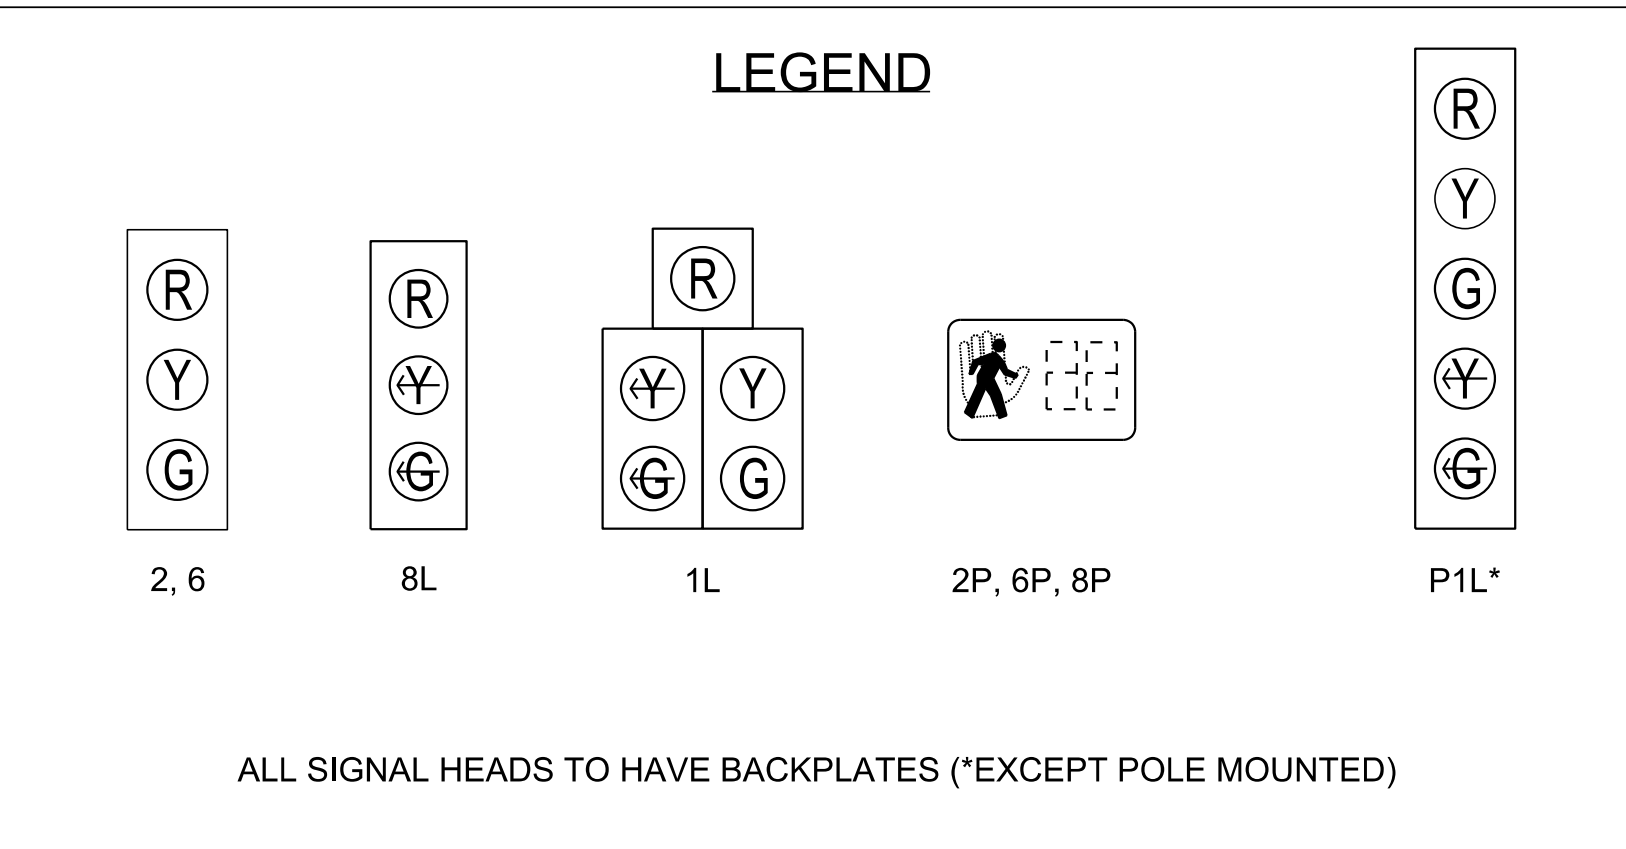 LEGEND
R
Y
G
2, 6
R
Y
G
8L
R
Y Y
G G
1L
2P, 6P, 8P
R
Y
G
Y
G
P1L*
ALL SIGNAL HEADS TO HAVE BACKPLATES (*EXCEPT POLE MOUNTED)